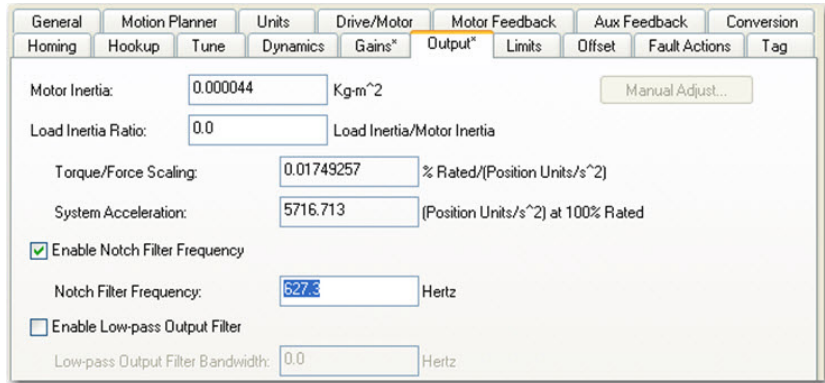 General Motion Planner Units Drive/Motor Motor Feedback Aux Feedback Conversion
Homing Hookup Tune Dynamics Gains* Output* Limits Offset Fault Actions Tag
Motor Inertia: 0.000044 Kg-m^2 Manual Adjust...
Load Inertia Ratio: 0.0 Load Inertia/Motor Inertia
Torque/Force Scaling: 0.01749257 % Rated/(Position Units/s^2)
System Acceleration: 5716.713 (Position Units/s^2) at 100% Rated
Enable Notch Filter Frequency
Notch Filter Frequency: 627.3 Hertz
Enable Low-pass Output Filter
Low-pass Output Filter Bandwidth: 0.0 Hertz